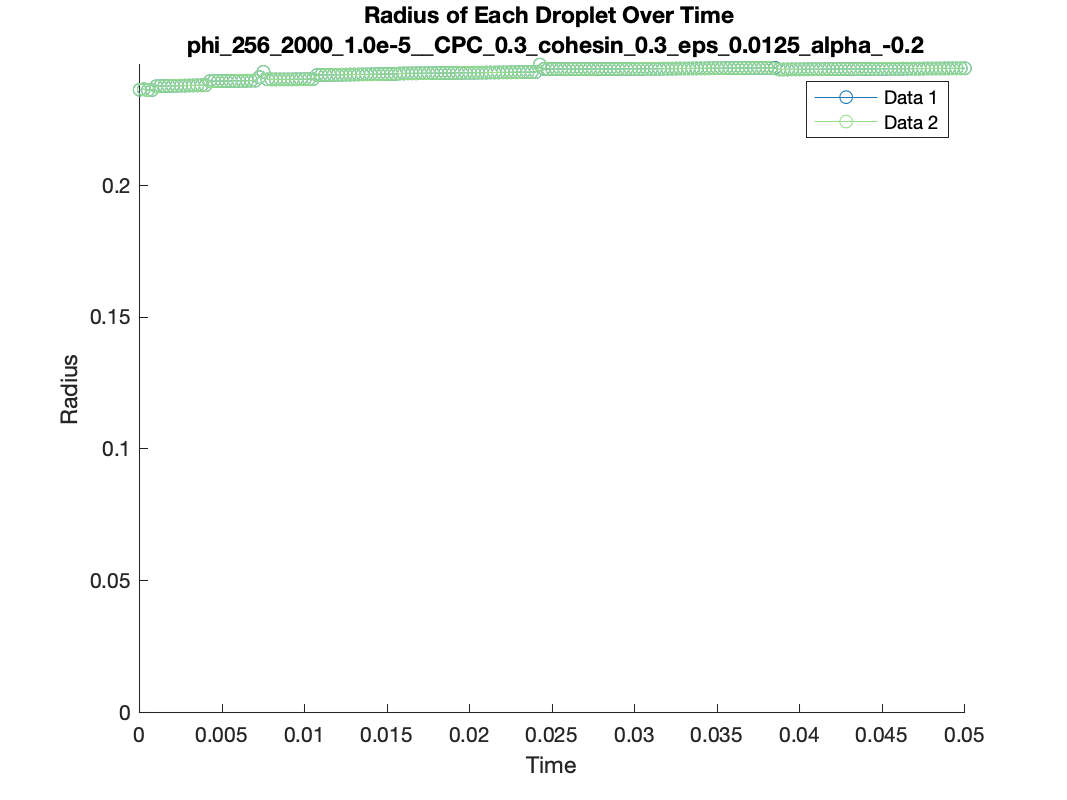 Radius of Each Droplet Over Time
phi_256_2000_1.0e-5__CPC_0.3_cohesin_0.3_eps_0.0125_alpha_-0.2
Data 1
Data 2
0.2
0.15
Radius
0.1
0.05
0
0 0.005 0.01 0.015 0.02 0.025 0.03 0.035 0.04 0.045 0.05
Time